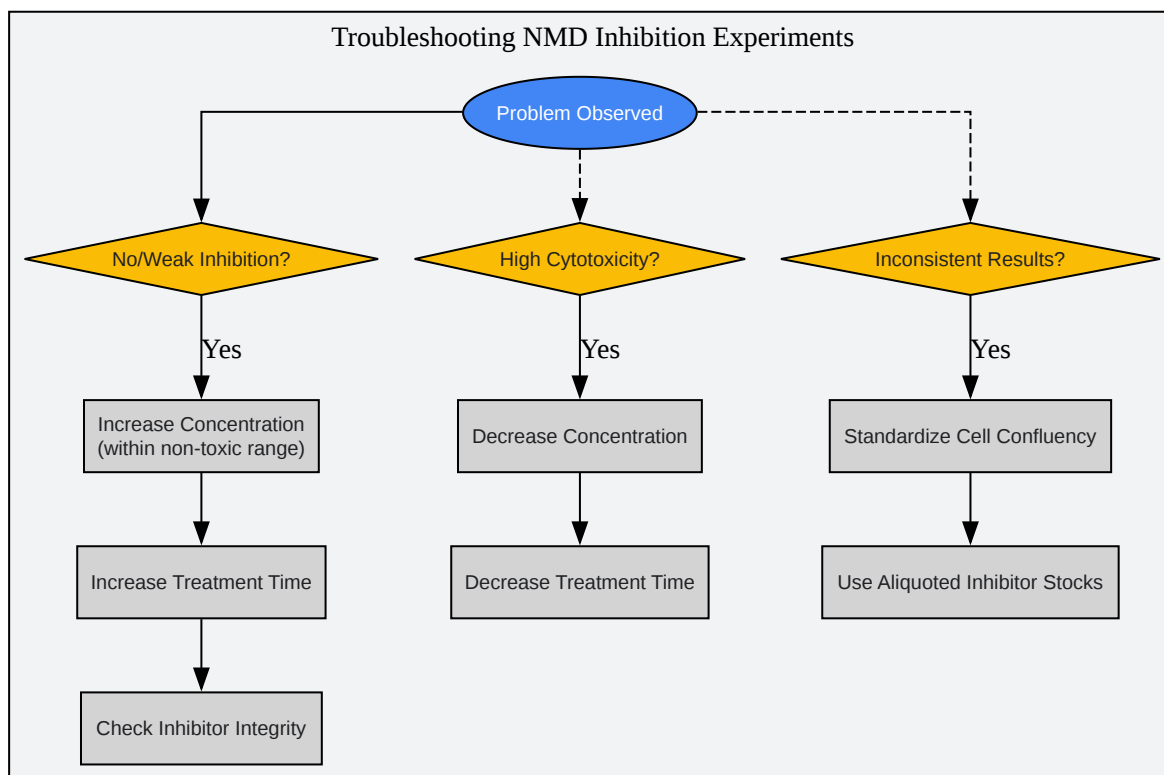 Troubleshooting NMD Inhibition Experiments
Problem Observed
No/Weak Inhibition?
High Cytotoxicity?
Inconsistent Results?
Yes
Yes
Yes
Increase Concentration
(within non-toxic range)
Decrease Concentration
Standardize Cell Confluency
Increase Treatment Time
Decrease Treatment Time
Use Aliquoted Inhibitor Stocks
Check Inhibitor Integrity